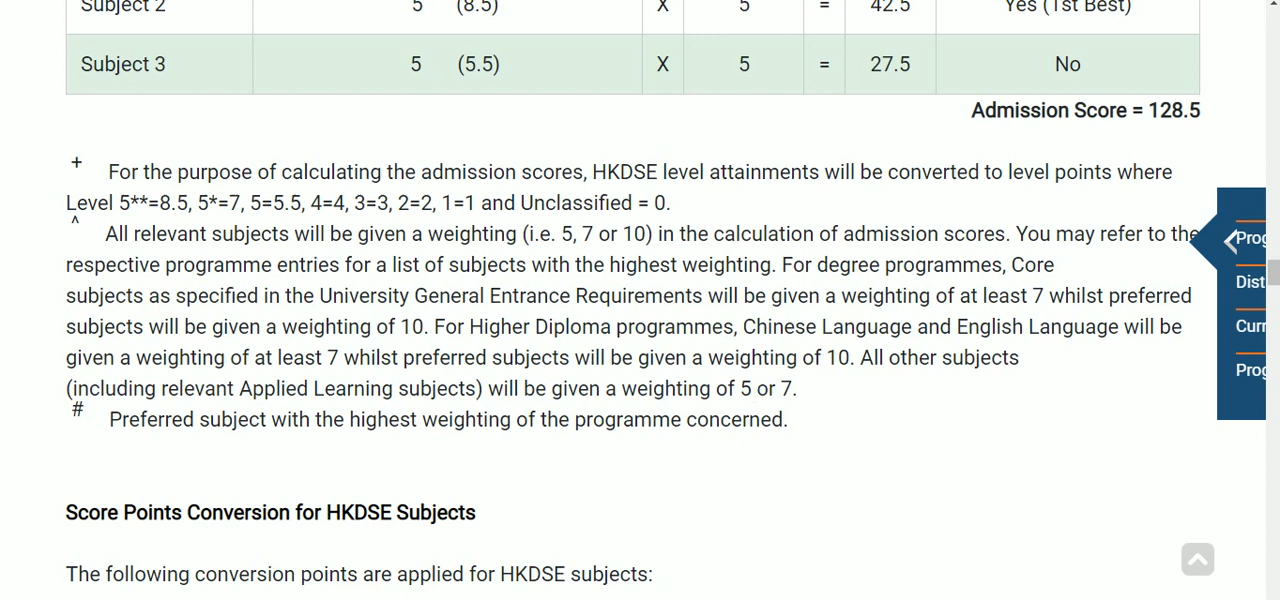 Subject 2 5 (8.5) X 5 = 42.5 Yes (1st Best)
Subject 3 5 (5.5) X 5 = 27.5 No
Admission Score = 128.5
+ For the purpose of calculating the admission scores, HKDSE level attainments will be converted to level points where
Level 5**=8.5, 5*=7, 5=5.5, 4=4, 3=3, 2=2, 1=1 and Unclassified = 0.
^ All relevant subjects will be given a weighting (i.e. 5, 7 or 10) in the calculation of admission scores. You may refer to the
respective programme entries for a list of subjects with the highest weighting. For degree programmes, Core
subjects as specified in the University General Entrance Requirements will be given a weighting of at least 7 whilst preferred
subjects will be given a weighting of 10. For Higher Diploma programmes, Chinese Language and English Language will be
given a weighting of at least 7 whilst preferred subjects will be given a weighting of 10. All other subjects
(including relevant Applied Learning subjects) will be given a weighting of 5 or 7.
# Preferred subject with the highest weighting of the programme concerned.
Prog
Dist
Curr
Prog
Score Points Conversion for HKDSE Subjects
The following conversion points are applied for HKDSE subjects: